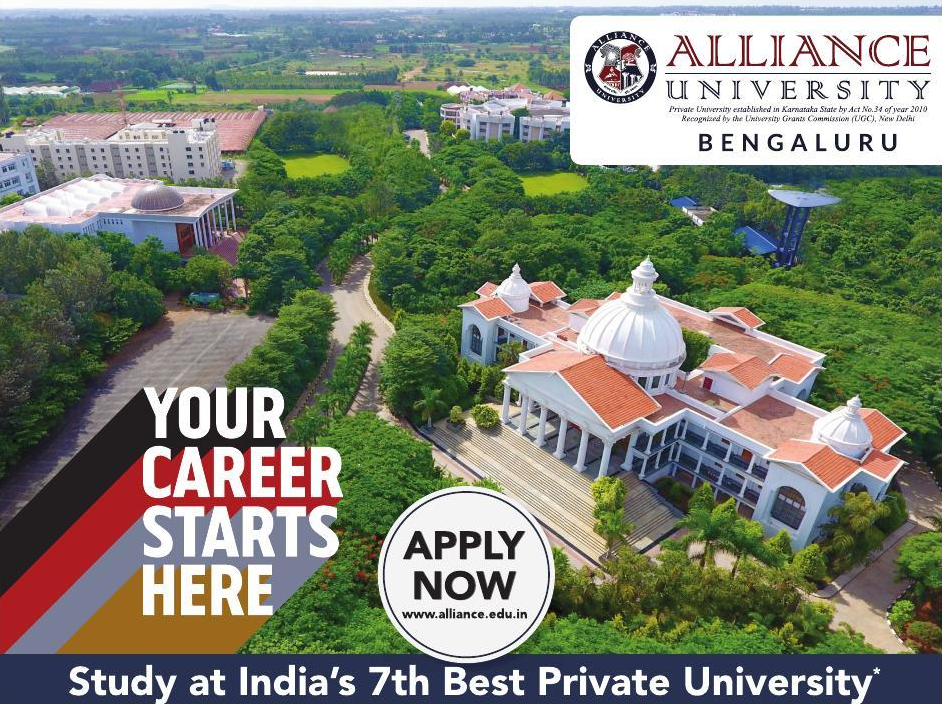 ALLIANCE
UNIVERSITY
ALLIANCE
UNIVERSITY
Private University established in Karnataka State by Act No.34 of year 2010
Recognized by the University Grants Commission (UGC), New Delhi
BENGALURU
YOUR
CAREER
STARTS
HERE
APPLY
NOW
www.alliance.edu.in
Study at India's 7th Best Private University*